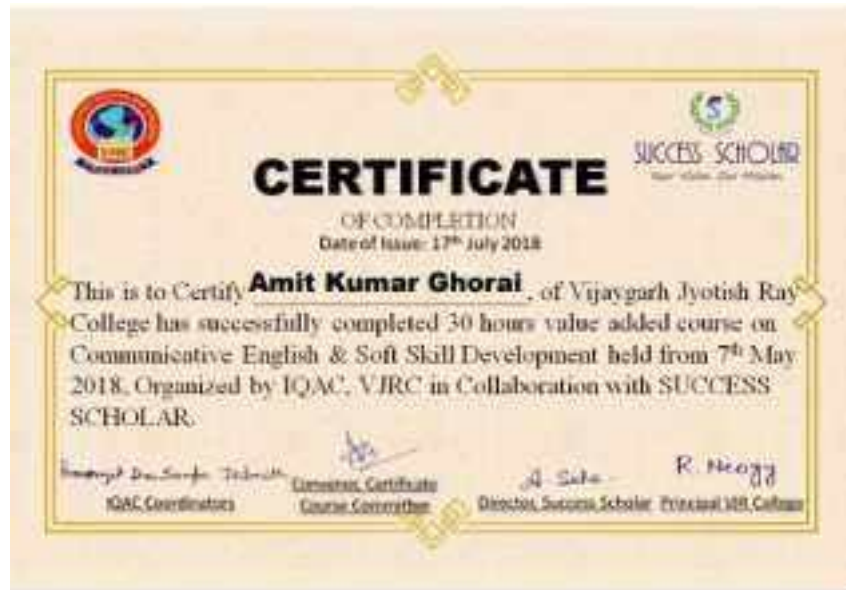 SUCCESS SCHOLAR
CERTIFICATE
OF COMPLETION
Date of Issue: 17th July 2018
This is to Certify Amit Kumar Ghorai, of Vijaygarh Jyotish Ray
College has successfully completed 30 hours value added course on
Communicative English & Soft Skill Development held from 7th May
2018, Organized by IQAC, VJRC in Collaboration with SUCCESS
SCHOLAR.
A. Saha R. Neogy
IQAC Coordinators Convenor, Certificate Course Committee Director, Success Scholar Principal VJR College